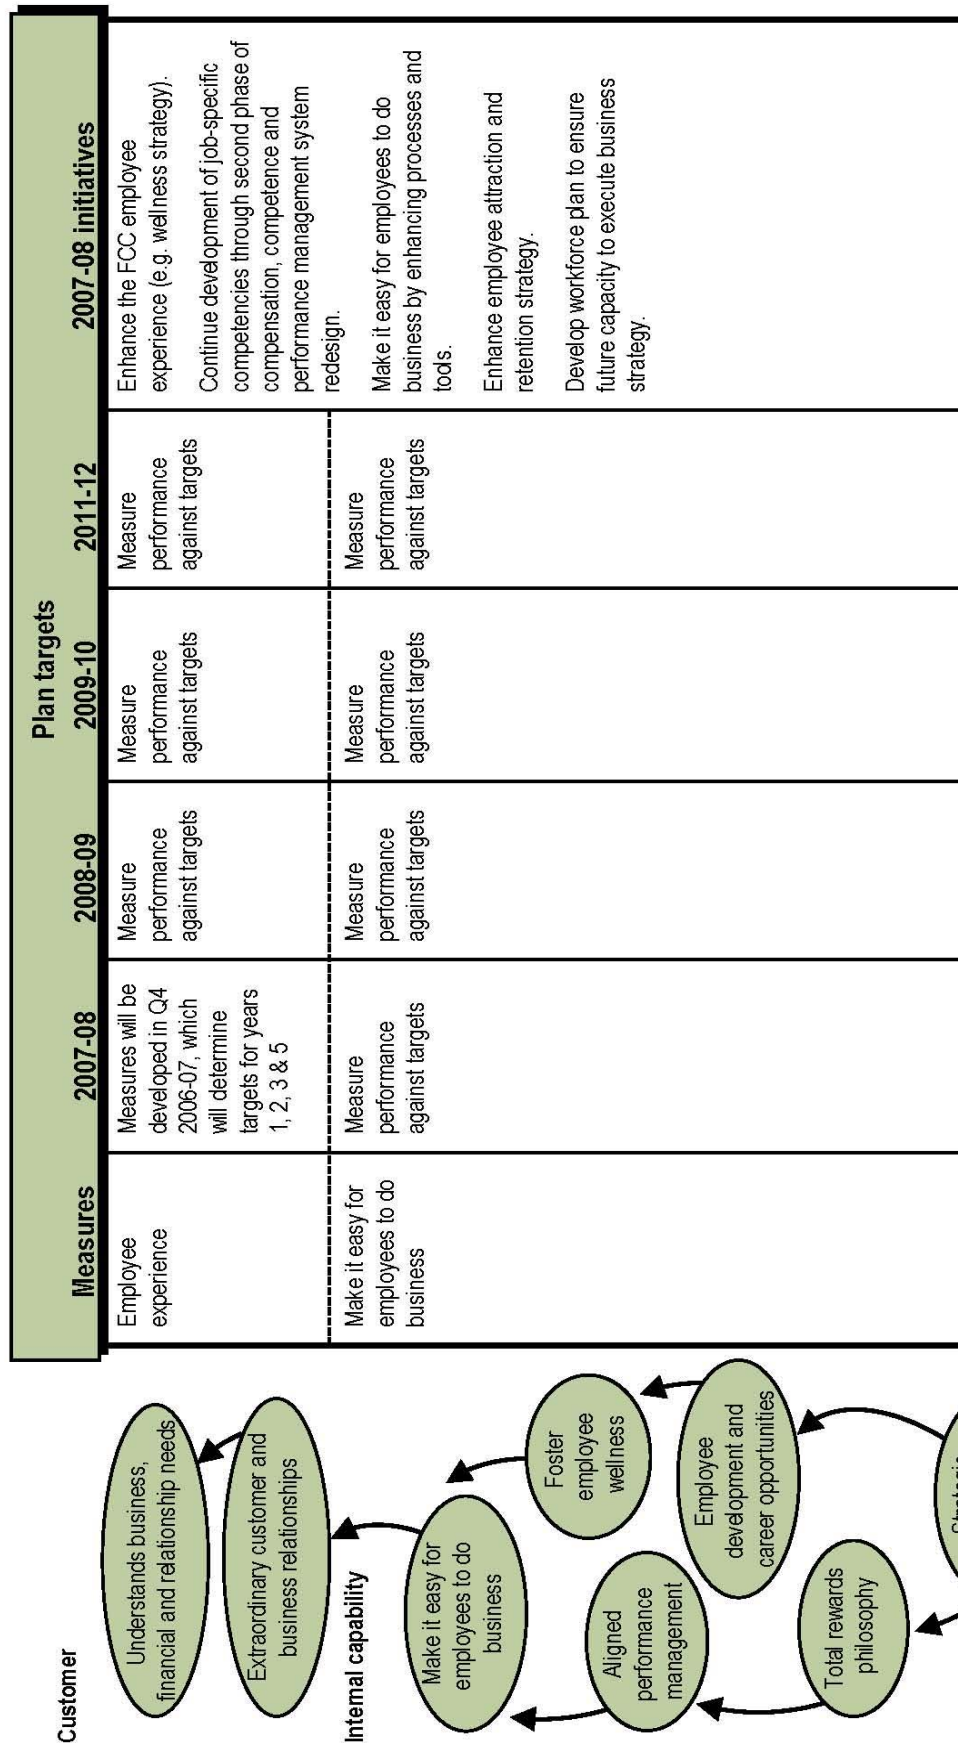 Plan targets
Measures
2007-08
2008-09
2009-10
2011-12
2007-08 initiatives
Employee
experience
Measures will be
developed in Q4
2006-07, which
will determine
targets for years
1, 2, 3 & 5
Measure
performance
against targets
Measure
performance
against targets
Measure
performance
against targets
Enhance the FCC employee
experience (e.g. wellness strategy).
Continue development of job-specific
competencies through second phase of
compensation, competence and
performance management system
redesign.
Make it easy for employees to do
business by enhancing processes and
tools.
Enhance employee attraction and
retention strategy.
Develop workforce plan to ensure
future capacity to execute business
strategy.
Make it easy for
employees to do
business
Measure
performance
against targets
Measure
performance
against targets
Measure
performance
against targets
Measure
performance
against targets
Customer
Understands business,
financial and relationship needs
Extraordinary customer and
business relationships
Internal capability
Make it easy for
employees to do
business
Foster
employee
wellness
Aligned
performance
management
Employee
development and
career opportunities
Total rewards
philosophy